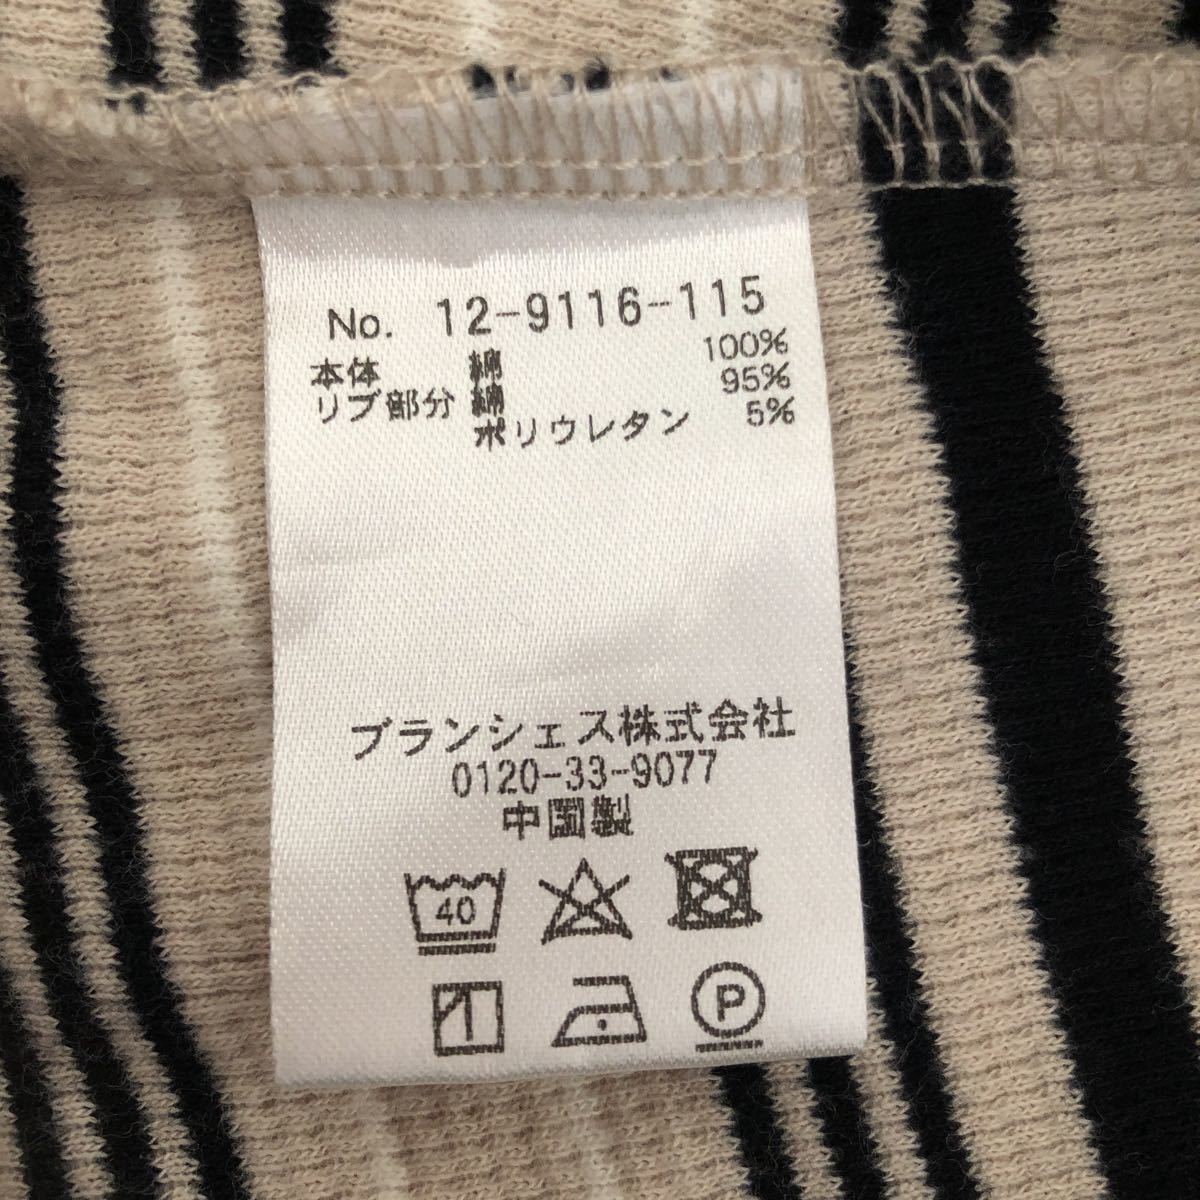 No. 12-9116-115
本体 綿 100%
リブ部分 綿 95%
ポリウレタン 5%
ブランシェス株式会社
0120-33-9077
中国製
40
P